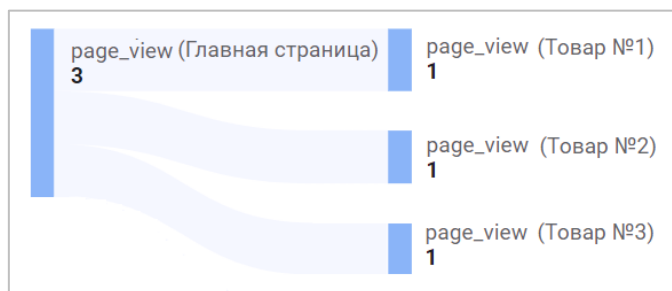 page_view (Главная страница)
3
page_view (Товар №1)
1
page_view (Товар №2)
1
page_view (Товар №3)
1